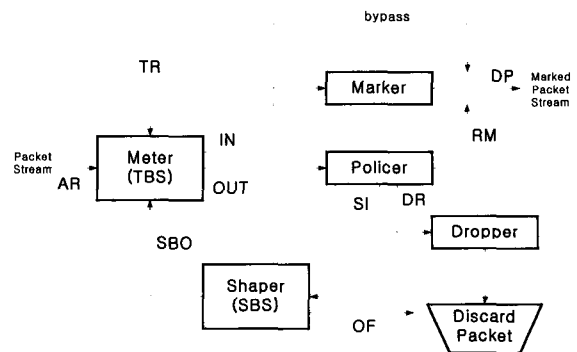 bypass
TR
Marker
DP
Marked
Packet
Stream
RM
Packet
Stream
AR
Meter
(TBS)
IN
OUT
Policer
SI
DR
Dropper
SBO
Shaper
(SBS)
OF
Discard
Packet